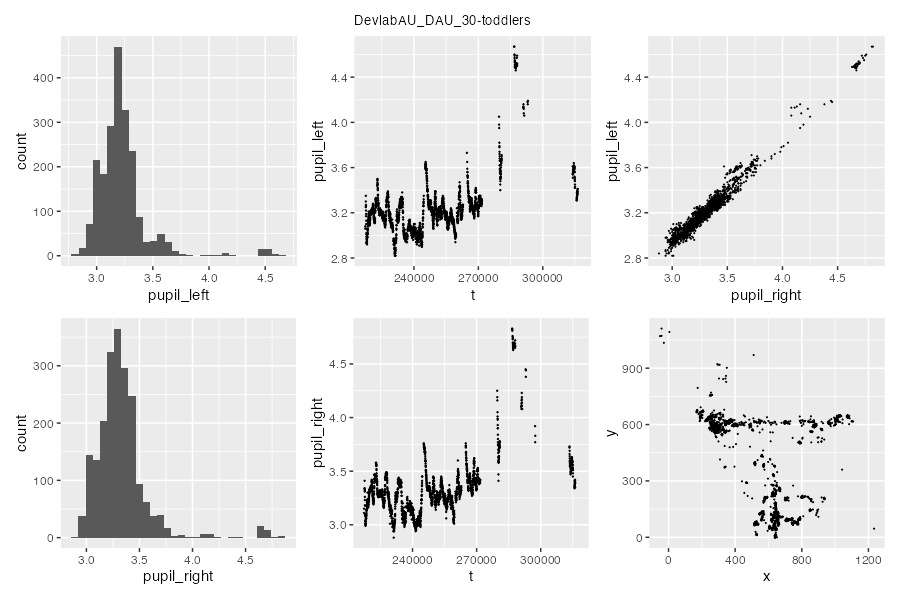 DevlabAU_DAU_30-toddlers
count
400
300
200
100
0
3.0 3.5 4.0 4.5
pupil_left
pupil_left
4.4
4.0
3.6
3.2
2.8
240000 270000 300000
t
pupil_left
4.4
4.0
3.6
3.2
2.8
3.0 3.5 4.0 4.5
pupil_right
count
300
200
100
0
3.0 3.5 4.0 4.5
pupil_right
pupil_right
4.5
4.0
3.5
3.0
240000 270000 300000
t
y
900
600
300
0
0 400 800 1200
x